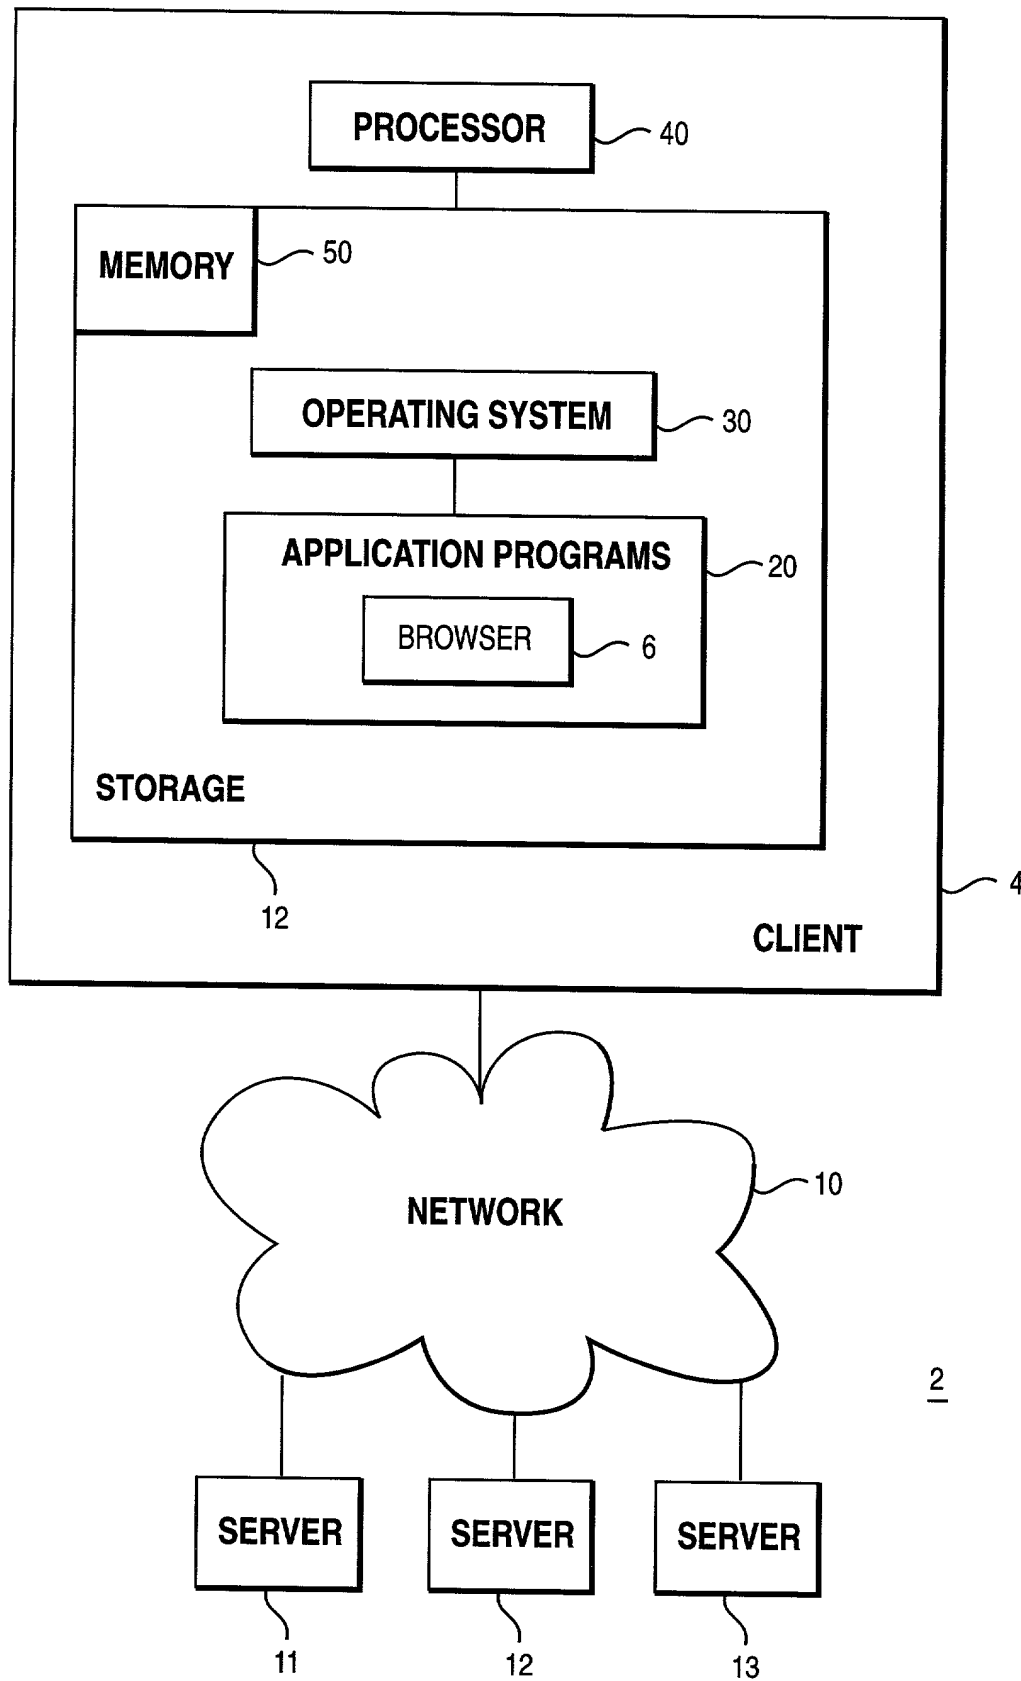 PROCESSOR
40
MEMORY
50
OPERATING SYSTEM
30
APPLICATION PROGRAMS
20
BROWSER
6
STORAGE
12
4
CLIENT
NETWORK
10
2
SERVER
SERVER
SERVER
11
12
13